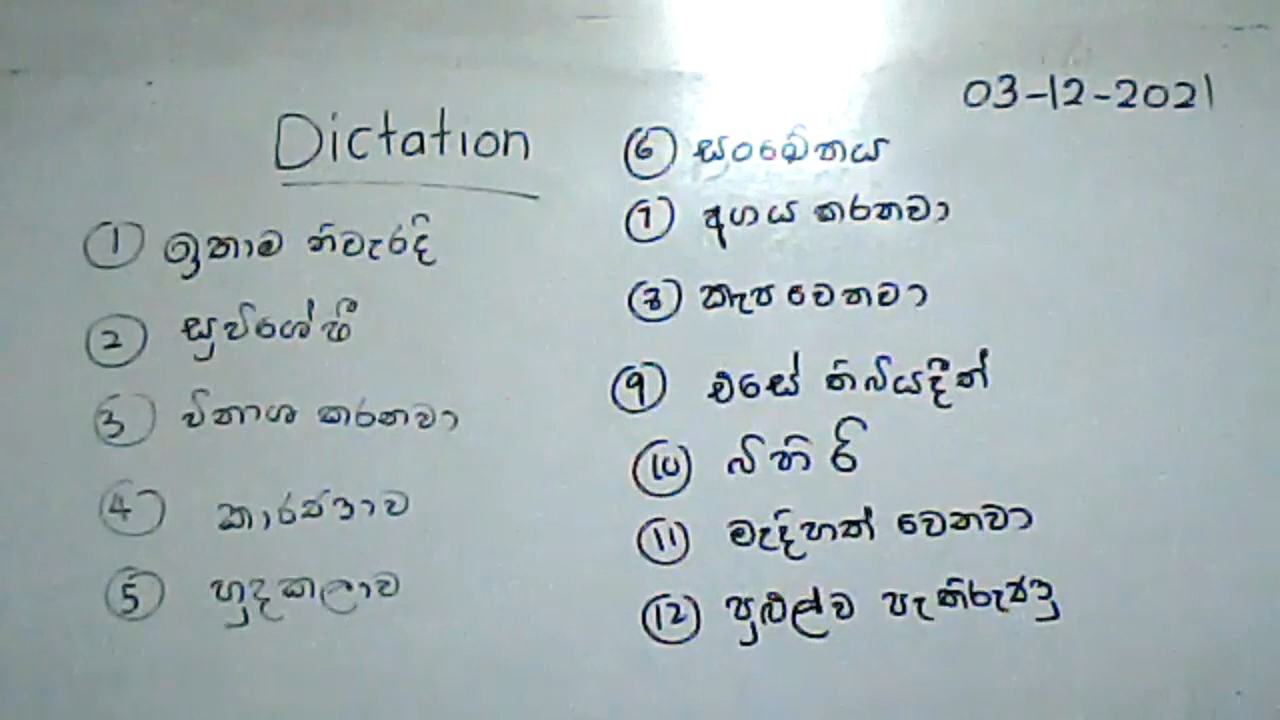 03-12-2021
Dictation
① ඉතාම නිවැරදි
② සුවිශේෂී
③ විනාශ කරනවා
④ කාරණාව
⑤ හුදකලාව
⑥ සංකේතය
⑦ අගය කරනවා
⑧ කැප වෙනවා
⑨ එසේ තිබියදීත්
⑩ බිහිරි
⑪ මැදිහත් වෙනවා
⑫ පුළුල්ව පැතිරුණු